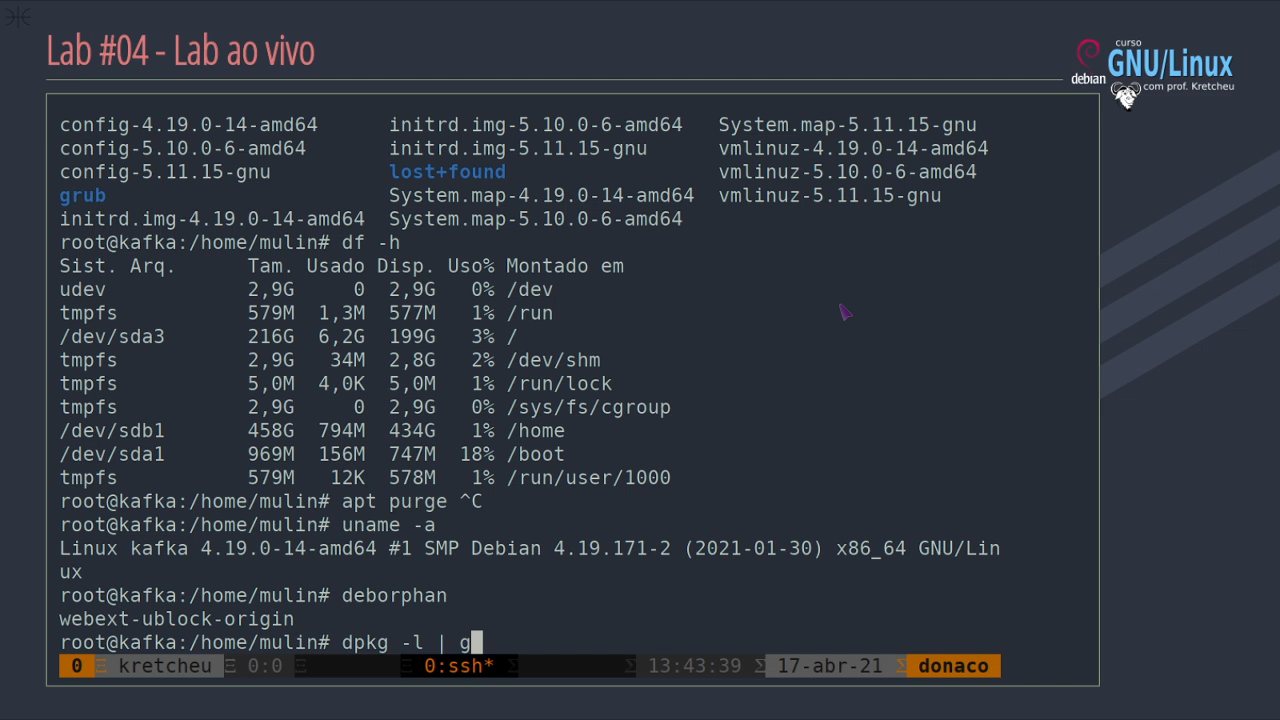 Lab #04 - Lab ao vivo
curso
GNU/Linux
debian
com prof. Kretcheu
config-4.19.0-14-amd64 initrd.img-5.10.0-6-amd64 System.map-5.11.15-gnu
config-5.10.0-6-amd64 initrd.img-5.11.15-gnu vmlinuz-4.19.0-14-amd64
config-5.11.15-gnu lost+found vmlinuz-5.10.0-6-amd64
grub System.map-4.19.0-14-amd64 vmlinuz-5.11.15-gnu
initrd.img-4.19.0-14-amd64 System.map-5.10.0-6-amd64
root@kafka:/home/mulin# df -h
Sist. Arq. Tam. Usado Disp. Uso% Montado em
udev 2,9G 0 2,9G 0% /dev
tmpfs 579M 1,3M 577M 1% /run
/dev/sda3 216G 6,2G 199G 3% /
tmpfs 2,9G 34M 2,8G 2% /dev/shm
tmpfs 5,0M 4,0K 5,0M 1% /run/lock
tmpfs 2,9G 0 2,9G 0% /sys/fs/cgroup
/dev/sdb1 458G 794M 434G 1% /home
/dev/sda1 969M 156M 747M 18% /boot
tmpfs 579M 12K 578M 1% /run/user/1000
root@kafka:/home/mulin# apt purge ^C
root@kafka:/home/mulin# uname -a
Linux kafka 4.19.0-14-amd64 #1 SMP Debian 4.19.171-2 (2021-01-30) x86_64 GNU/Lin
ux
root@kafka:/home/mulin# deborphan
webext-ublock-origin
root@kafka:/home/mulin# dpkg -l | g
0 Ξ kretcheu Ξ 0:0 Ξ Ξ 0:ssh* Σ Σ 13:43:39 Σ 17-abr-21 Σ donaco